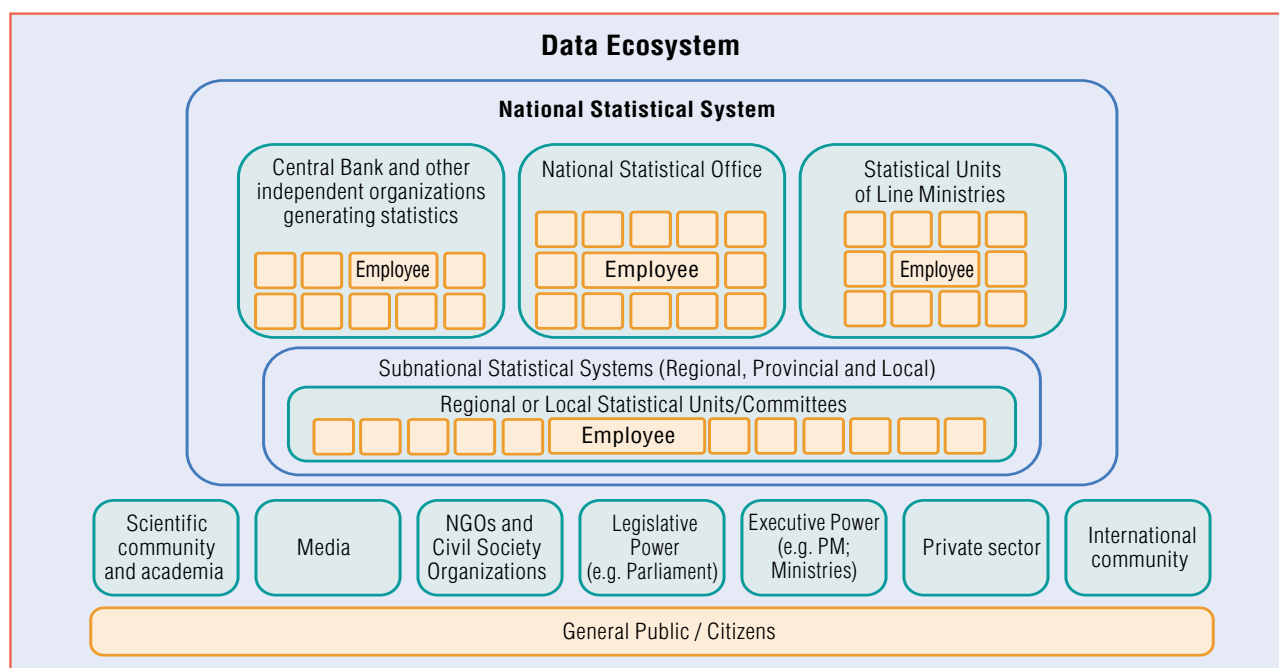 Data Ecosystem
National Statistical System
Central Bank and other
independent organizations
generating statistics
Employee
National Statistical Office
Employee
Statistical Units
of Line Ministries
Employee
Subnational Statistical Systems (Regional, Provincial and Local)
Regional or Local Statistical Units/Committees
Employee
Scientific
community
and academia
Media
NGOs and
Civil Society
Organizations
Legislative
Power
(e.g. Parliament)
Executive Power
(e.g. PM;
Ministries)
Private sector
International
community
General Public / Citizens